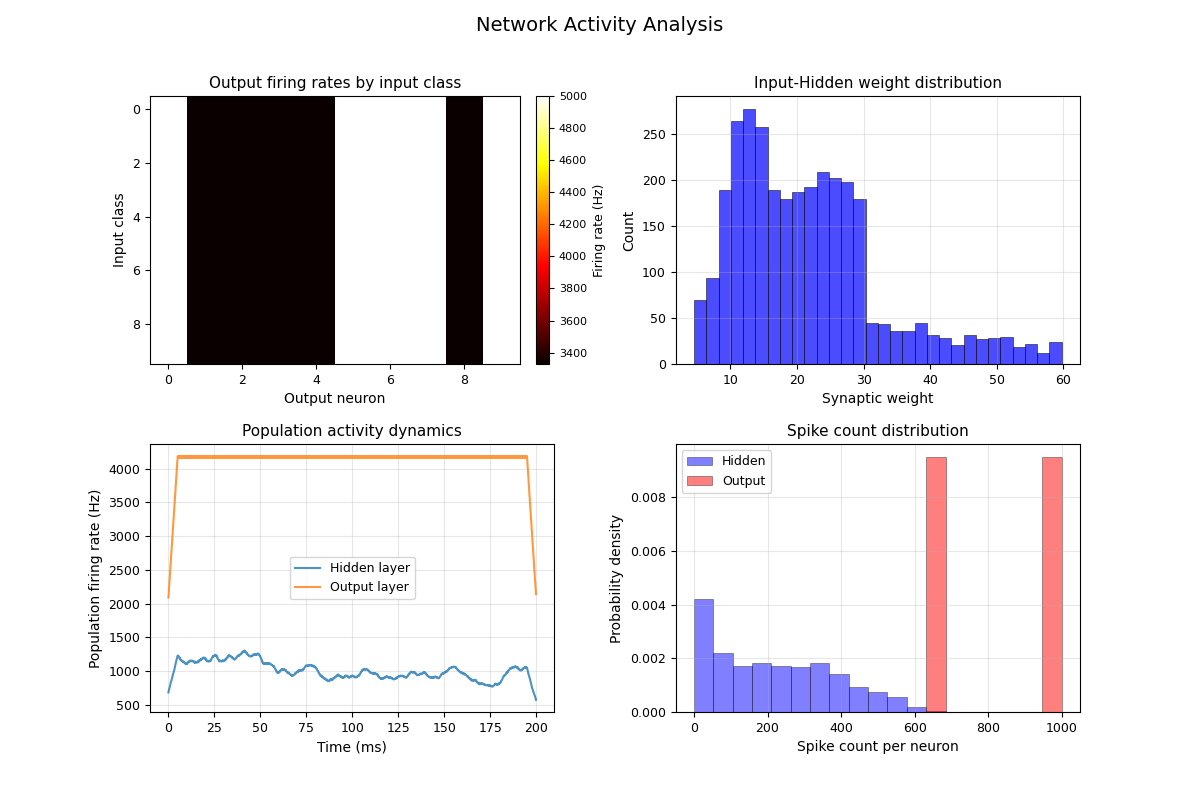 Network Activity Analysis
Output firing rates by input class
0
2
4
6
8
Input class
0 2 4 6 8
Output neuron
5000
4800
4600
4400
4200
4000
3800
3600
3400
Firing rate (Hz)
Input-Hidden weight distribution
250
200
150
100
50
0
Count
10 20 30 40 50 60
Synaptic weight
Population activity dynamics
4000
3500
3000
2500
2000
1500
1000
500
Population firing rate (Hz)
Hidden layer
Output layer
0 25 50 75 100 125 150 175 200
Time (ms)
Spike count distribution
Hidden
Output
0.008
0.006
0.004
0.002
0.000
Probability density
0 200 400 600 800 1000
Spike count per neuron